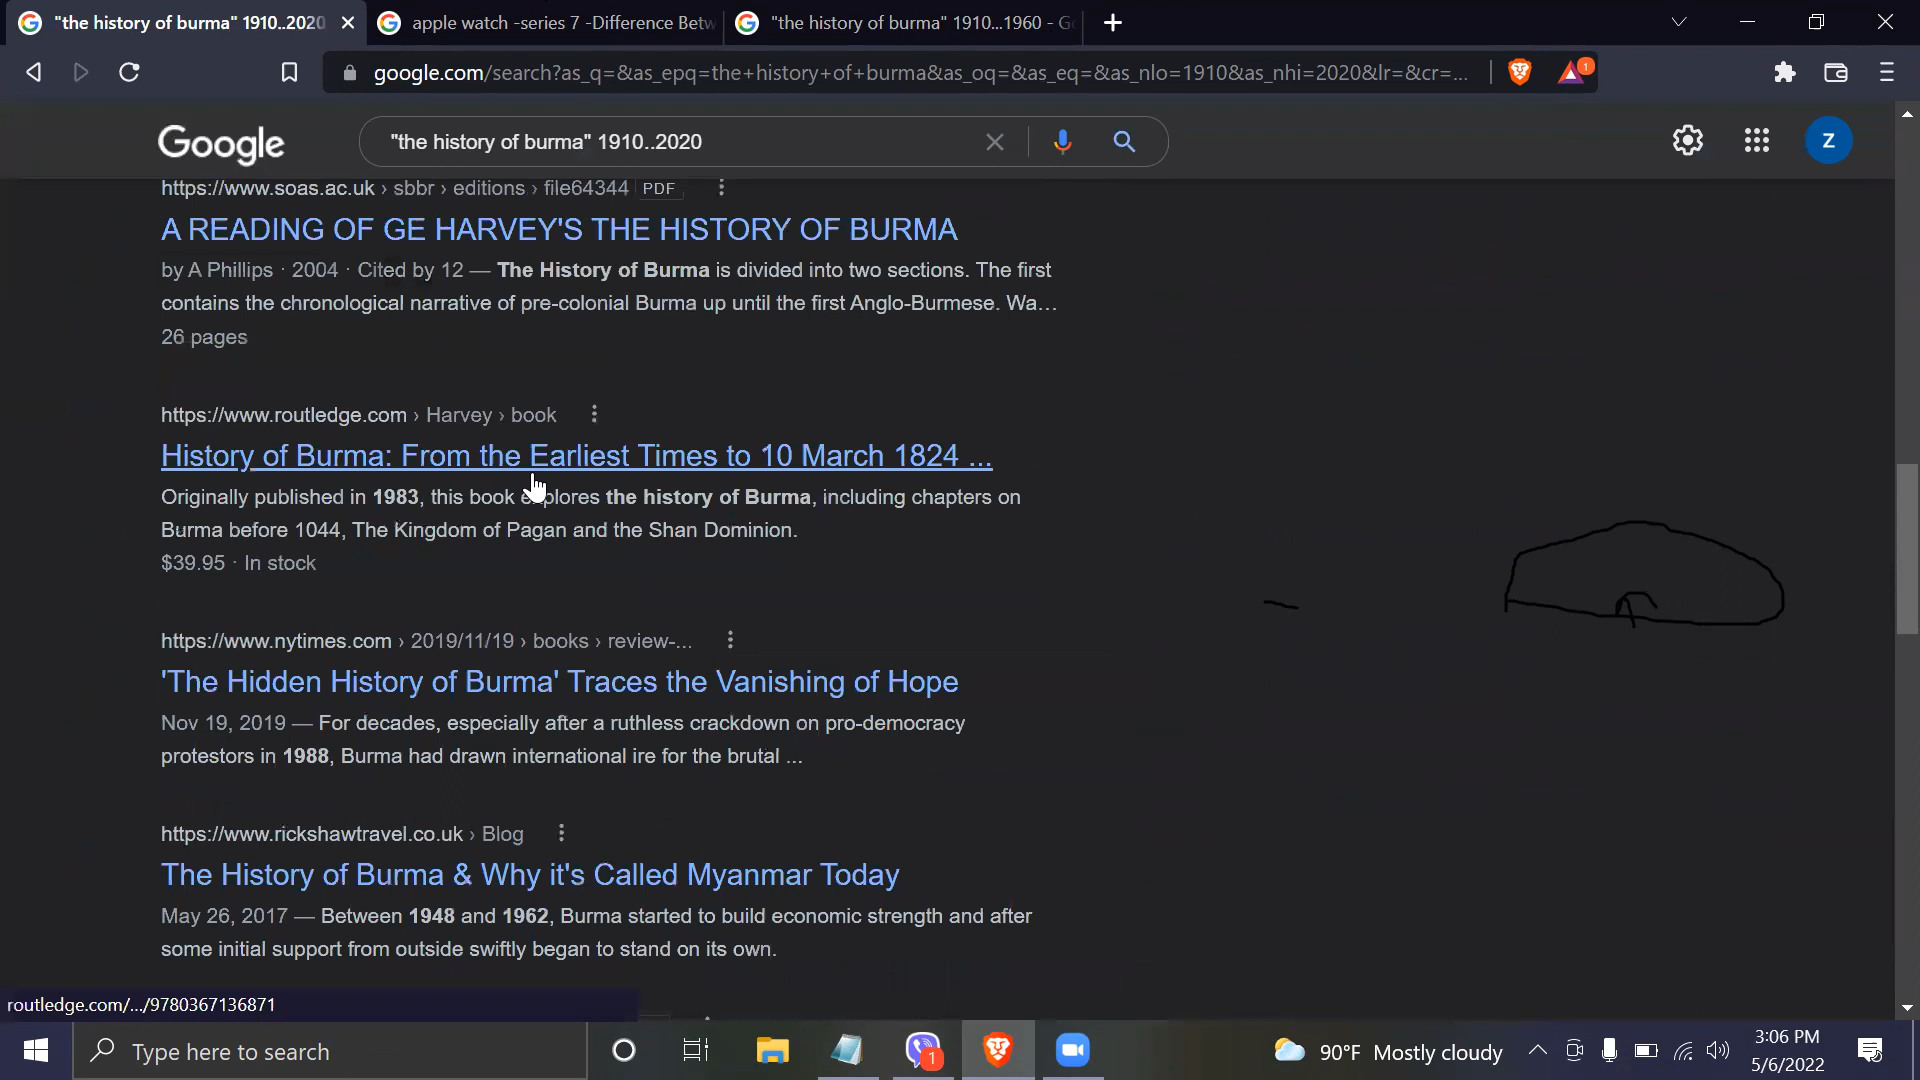 "the history of burma" 1910..2020
apple watch -series 7 -Difference Betw
"the history of burma" 1910...1960 - G
google.com/search?as_q=&as_epq=the+history+of+burma&as_oq=&as_eq=&as_nlo=1910&as_nhi=2020&lr=&cr=...
1
Google
"the history of burma" 1910..2020
Z
https://www.soas.ac.uk › sbbr › editions › file64344 PDF
A READING OF GE HARVEY'S THE HISTORY OF BURMA
by A Phillips · 2004 · Cited by 12 — The History of Burma is divided into two sections. The first
contains the chronological narrative of pre-colonial Burma up until the first Anglo-Burmese. Wa...
26 pages
https://www.routledge.com › Harvey › book
History of Burma: From the Earliest Times to 10 March 1824 ...
Originally published in 1983, this book explores the history of Burma, including chapters on
Burma before 1044, The Kingdom of Pagan and the Shan Dominion.
$39.95 · In stock
https://www.nytimes.com › 2019/11/19 › books › review-...
'The Hidden History of Burma' Traces the Vanishing of Hope
Nov 19, 2019 — For decades, especially after a ruthless crackdown on pro-democracy
protestors in 1988, Burma had drawn international ire for the brutal ...
https://www.rickshawtravel.co.uk › Blog
The History of Burma & Why it's Called Myanmar Today
May 26, 2017 — Between 1948 and 1962, Burma started to build economic strength and after
some initial support from outside swiftly began to stand on its own.
routledge.com/.../9780367136871
Type here to search
1
90°F Mostly cloudy
3:06 PM
5/6/2022